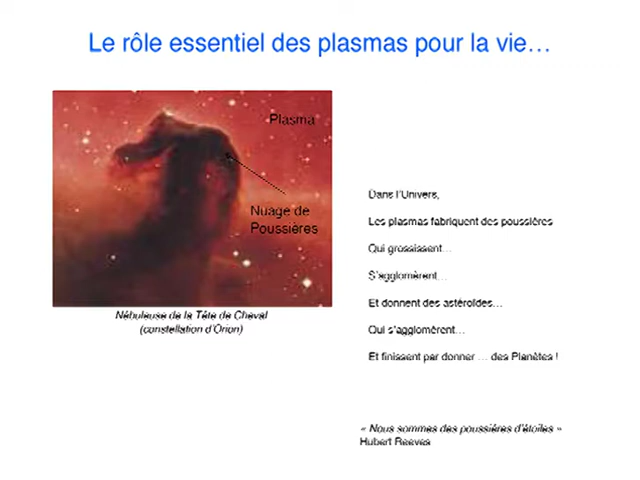 Le rôle essentiel des plasmas pour la vie…
Plasma
Nuage de
Poussières
Nébuleuse de la Tête de Cheval
(constellation d'Orion)
Dans l'Univers,
Les plasmas fabriquent des poussières
Qui grossissent…
S'agglomèrent…
Et donnent des astéroïdes…
Qui s'agglomèrent…
Et finissent par donner … des Planètes !
« Nous sommes des poussières d'étoiles »
Hubert Reeves